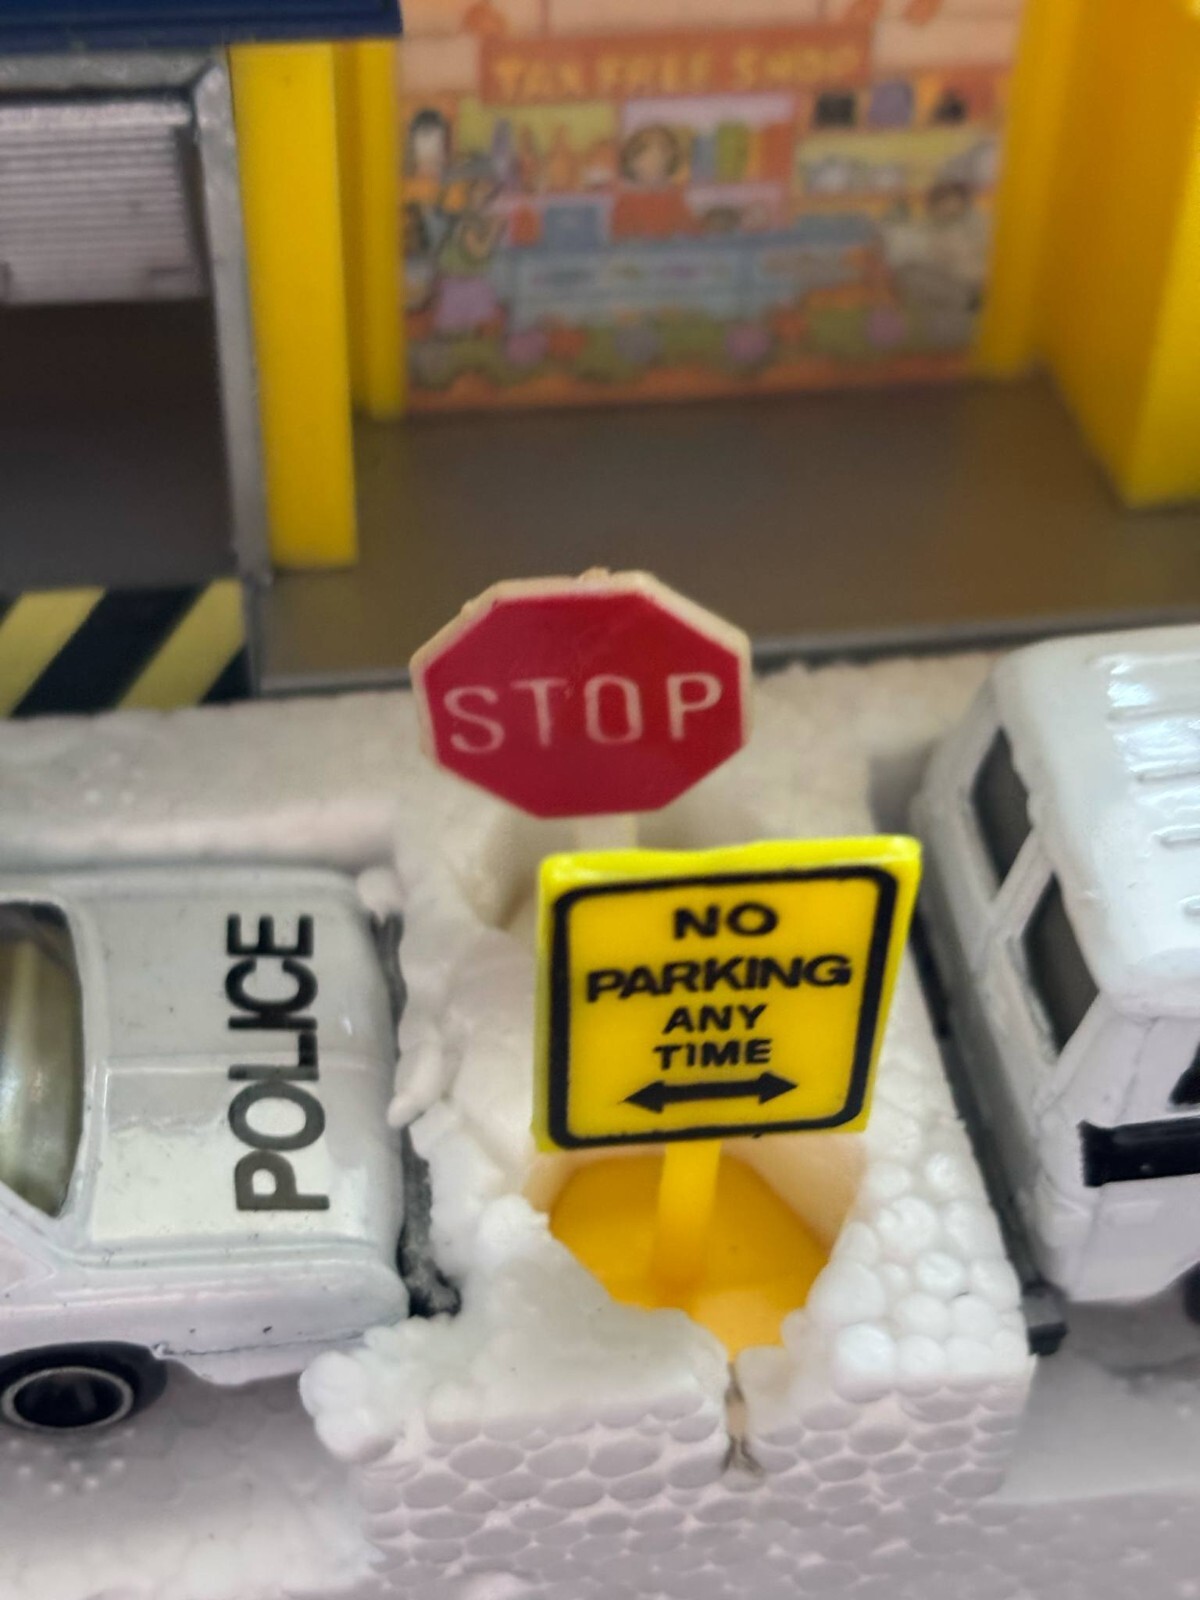 TAX FREE SHOP
STOP
POLICE
NO
PARKING
ANY
TIME